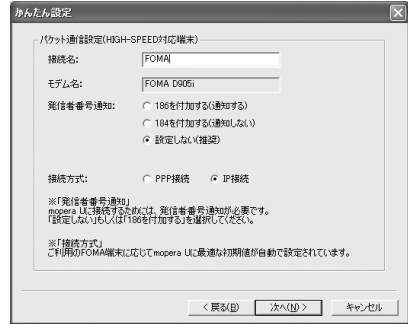 かんたん設定
パケット通信設定(HIGH-SPEED対応端末)
接続名: FOMA
モデム名: FOMA D905i
発信者番号通知: 186を付加する(通知する)
184を付加する(通知しない)
設定しない(推奨)
接続方式: PPP接続 IP接続
※「発信者番号通知」
mopera Uに接続するためには、発信者番号通知が必要です。
「設定しない」もしくは「186を付加する」を選択してください。
※「接続方式」
ご利用のFOMA端末に応じてmopera Uに最適な初期値が自動で設定されています。
< 戻る(B) 次へ(N) > キャンセル